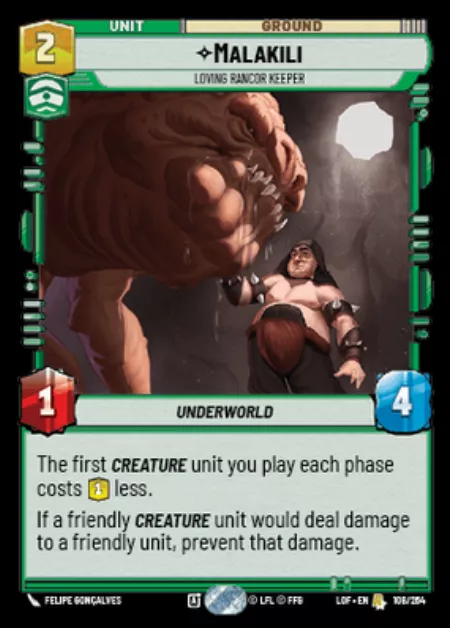 UNIT
GROUND
2
MALAKILI
LOVING RANCOR KEEPER
1
UNDERWORLD
4
The first CREATURE unit you play each phase
costs 1 less.
If a friendly CREATURE unit would deal damage
to a friendly unit, prevent that damage.
FELIPE GONÇALVES
A
© LFL Ⓟ FFG
LOF • EN
108/264